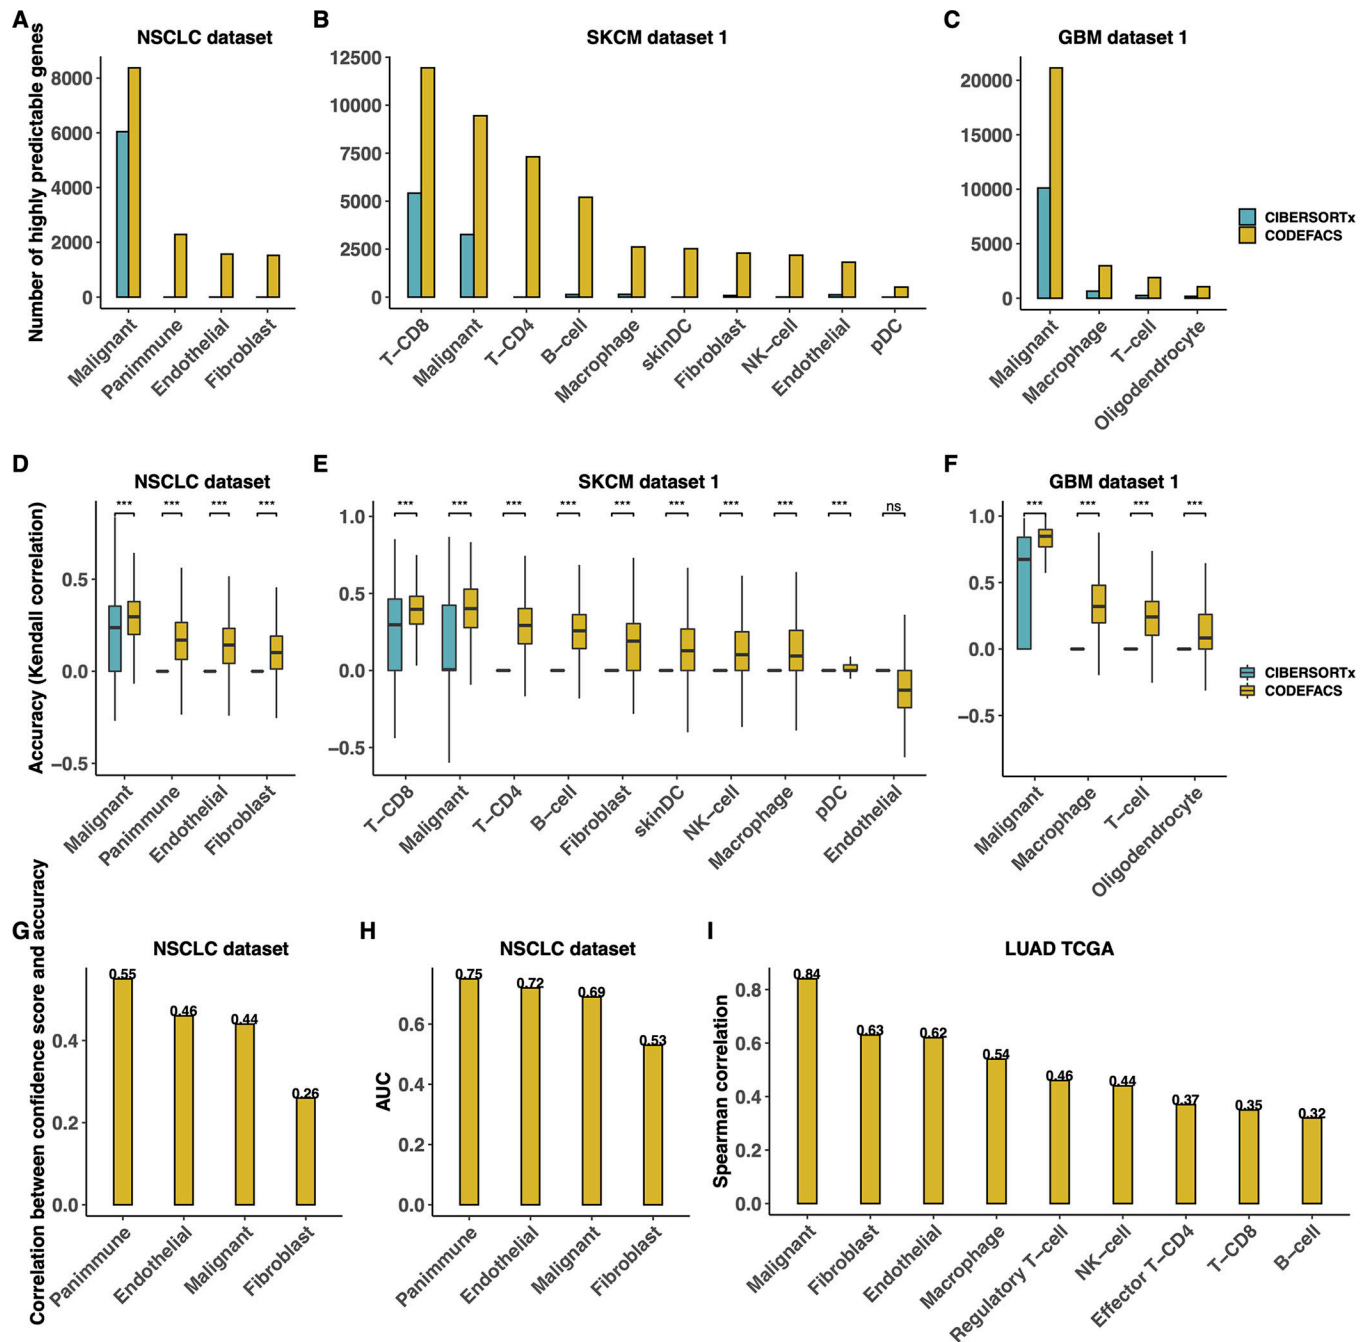 A
NSCLC dataset
Number of highly predictable genes
8000
6000
4000
2000
0
Malignant
Panimmune
Endothelial
Fibroblast
B
SKCM dataset 1
12500
10000
7500
5000
2500
0
T−CD8
Malignant
T−CD4
B−cell
Macrophage
skinDC
Fibroblast
NK−cell
Endothelial
pDC
C
GBM dataset 1
20000
15000
10000
5000
0
Malignant
Macrophage
T−cell
Oligodendrocyte
CIBERSORTx
CODEFACS
D
NSCLC dataset
Accuracy (Kendall correlation)
0.5
0.0
−0.5
*** *** *** ***
Malignant
Panimmune
Endothelial
Fibroblast
E
SKCM dataset 1
1.0
0.5
0.0
−0.5
*** *** *** *** *** *** *** *** *** ns
T−CD8
Malignant
T−CD4
B−cell
Fibroblast
skinDC
NK−cell
Macrophage
pDC
Endothelial
F
GBM dataset 1
1.0
0.5
0.0
−0.5
*** *** *** ***
Malignant
Macrophage
T−cell
Oligodendrocyte
CIBERSORTx
CODEFACS
G
NSCLC dataset
Correlation between confidence score and accuracy
0.4
0.2
0.0
0.55
0.46
0.44
0.26
Panimmune
Endothelial
Malignant
Fibroblast
H
NSCLC dataset
AUC
0.6
0.4
0.2
0.0
0.75
0.72
0.69
0.53
Panimmune
Endothelial
Malignant
Fibroblast
I
LUAD TCGA
Spearman correlation
0.8
0.6
0.4
0.2
0.0
0.84
0.63
0.62
0.54
0.46
0.44
0.37
0.35
0.32
Malignant
Fibroblast
Endothelial
Macrophage
Regulatory T−cell
NK−cell
Effector T−CD4
T−CD8
B−cell